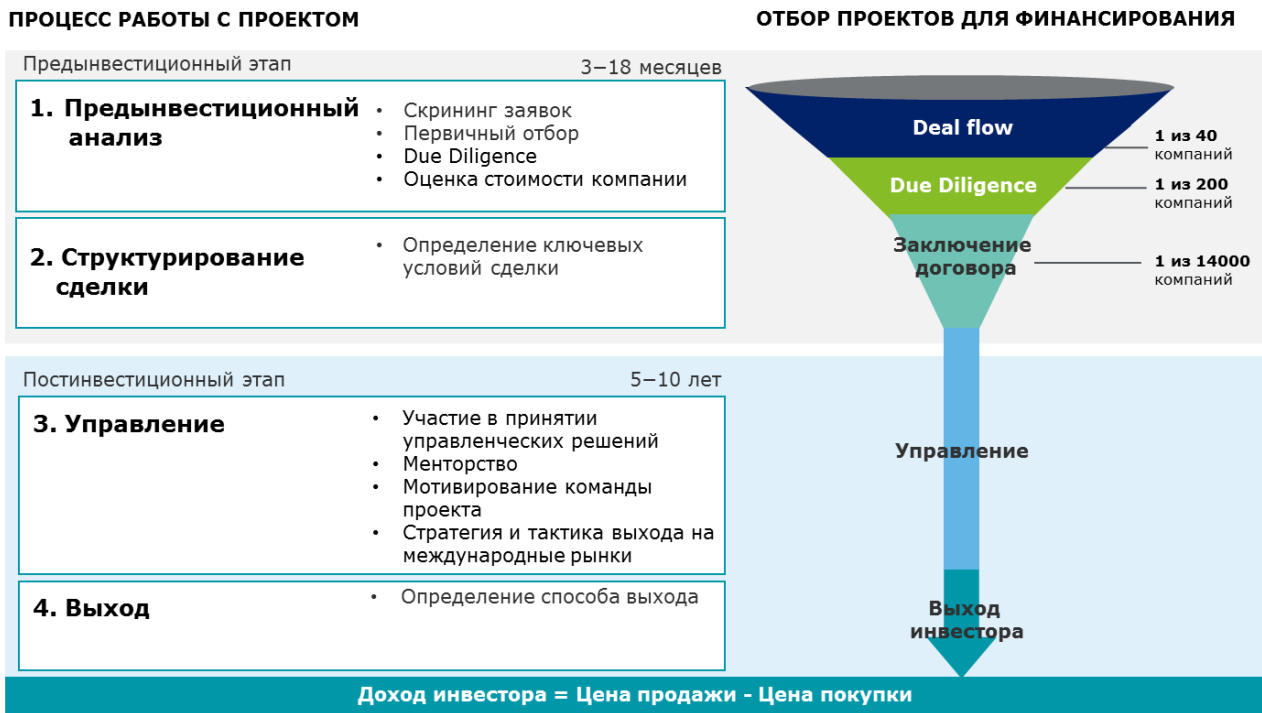 ПРОЦЕСС РАБОТЫ С ПРОЕКТОМ
ОТБОР ПРОЕКТОВ ДЛЯ ФИНАНСИРОВАНИЯ
Предынвестиционный этап
3–18 месяцев
1. Предынвестиционный
анализ
• Скрининг заявок
• Первичный отбор
• Due Diligence
• Оценка стоимости компании
2. Структурирование
сделки
• Определение ключевых
условий сделки
Deal flow
1 из 40
компаний
Due Diligence
1 из 200
компаний
Заключение
договора
1 из 14000
компаний
Постинвестиционный этап
5–10 лет
3. Управление
• Участие в принятии
управленческих решений
• Менторство
• Мотивирование команды
проекта
• Стратегия и тактика выхода на
международные рынки
4. Выход
• Определение способа выхода
Управление
Выход
инвестора
Доход инвестора = Цена продажи - Цена покупки